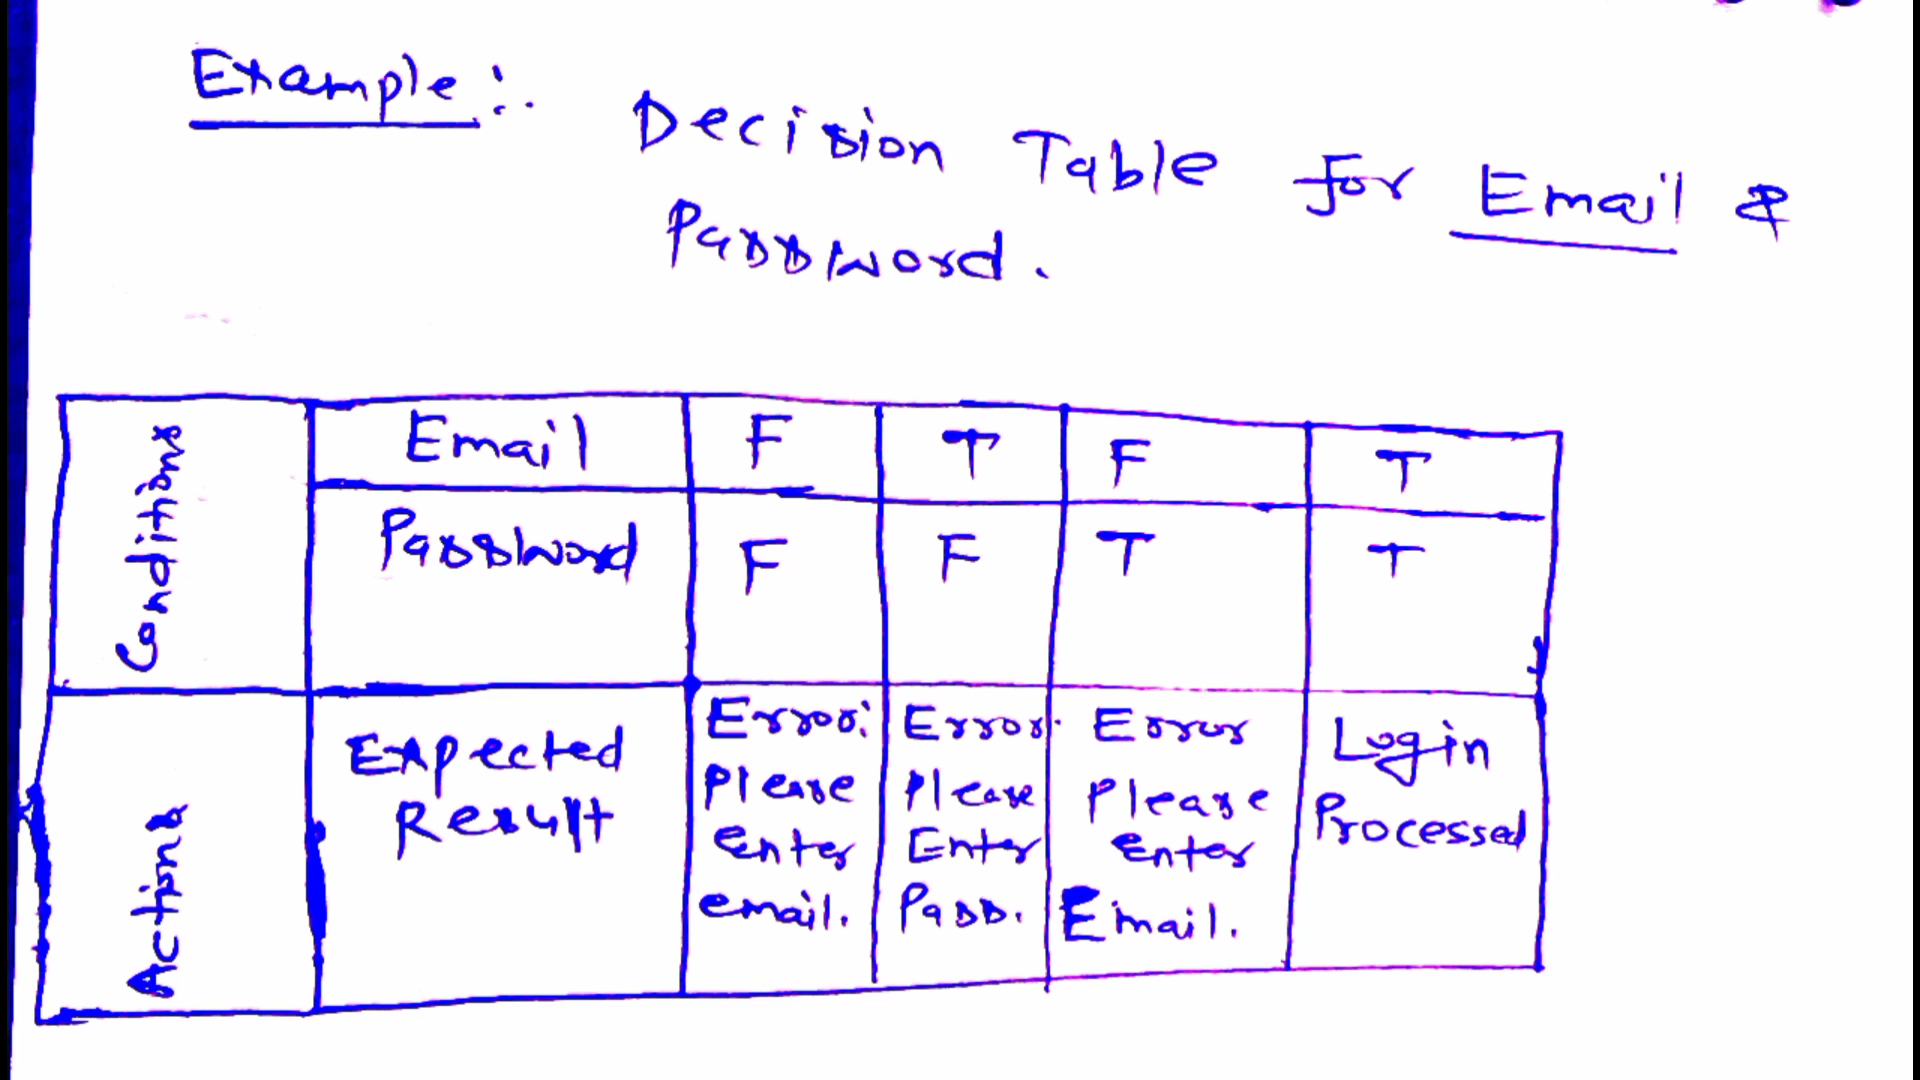 Example:-
Decision Table for Email &
Password.
Conditions
Email F T F T
Password F F T T
Actions
Expected Result
Error: Please enter email.
Error: Please Enter Pass.
Error Please enter Email.
Login Processed